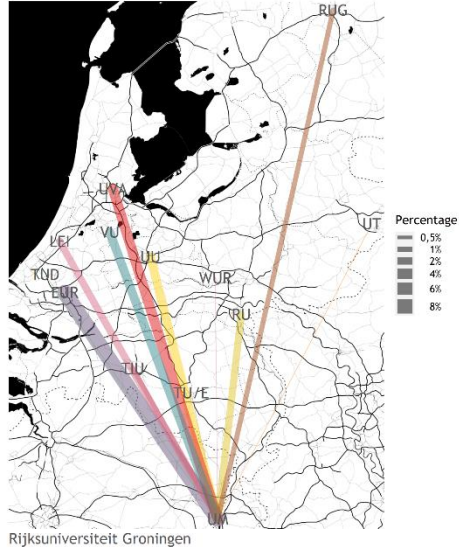 RUG
UVA
UT
LEI
VU
UU
TUD
WUR
EUR
RU
TIU
TU/E
UM
Percentage
0,5%
1%
2%
4%
6%
8%
Rijksuniversiteit Groningen